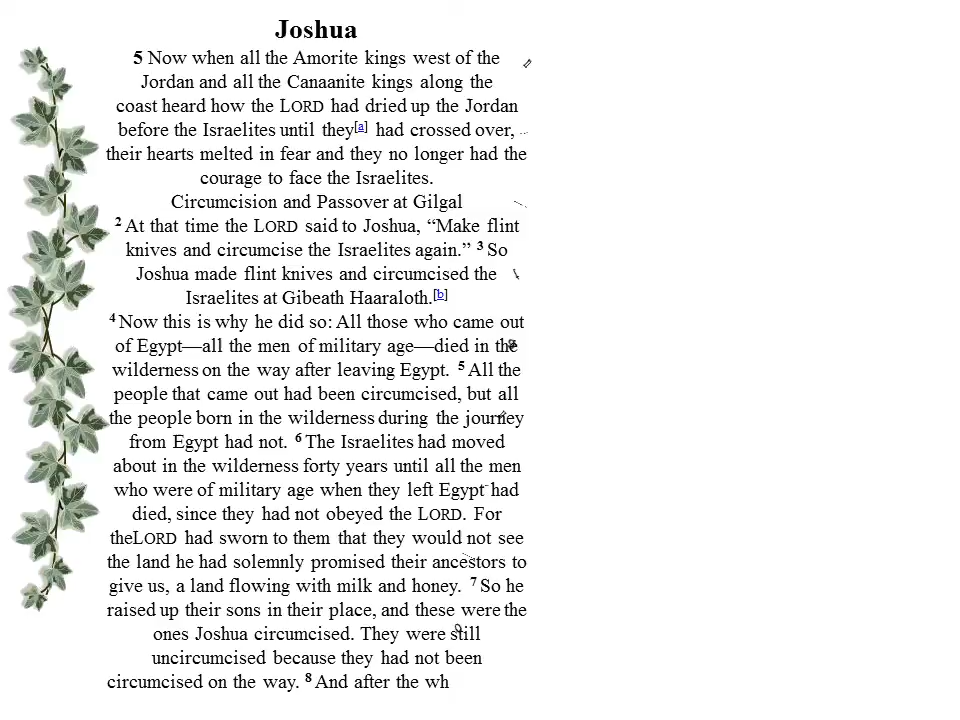 Joshua
5 Now when all the Amorite kings west of the
Jordan and all the Canaanite kings along the
coast heard how the LORD had dried up the Jordan
before the Israelites until they[a] had crossed over,
their hearts melted in fear and they no longer had the
courage to face the Israelites.
Circumcision and Passover at Gilgal
2 At that time the LORD said to Joshua, “Make flint
knives and circumcise the Israelites again.” 3 So
Joshua made flint knives and circumcised the
Israelites at Gibeath Haaraloth.[b]
4 Now this is why he did so: All those who came out
of Egypt—all the men of military age—died in the
wilderness on the way after leaving Egypt. 5 All the
people that came out had been circumcised, but all
the people born in the wilderness during the journey
from Egypt had not. 6 The Israelites had moved
about in the wilderness forty years until all the men
who were of military age when they left Egypt had
died, since they had not obeyed the LORD. For
theLORD had sworn to them that they would not see
the land he had solemnly promised their ancestors to
give us, a land flowing with milk and honey. 7 So he
raised up their sons in their place, and these were the
ones Joshua circumcised. They were still
uncircumcised because they had not been
circumcised on the way. 8 And after the wh